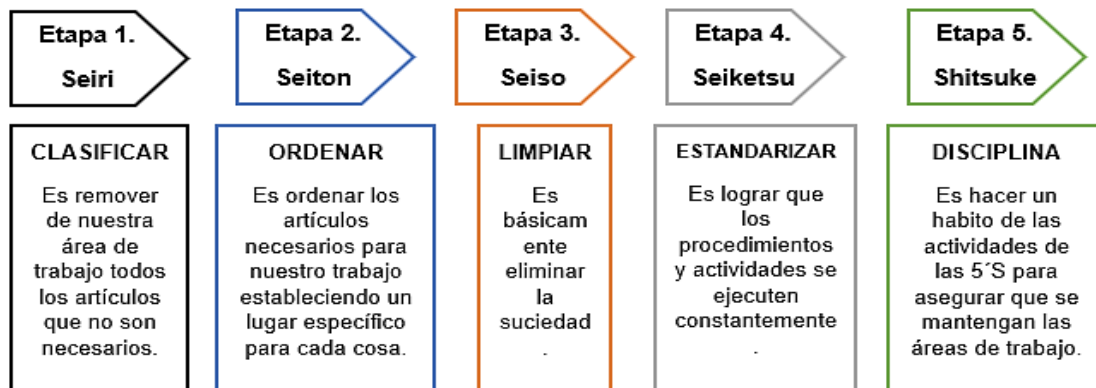 Etapa 1.
Seiri
Etapa 2.
Seiton
Etapa 3.
Seiso
Etapa 4.
Seiketsu
Etapa 5.
Shitsuke
CLASIFICAR
Es remover
de nuestra
área de
trabajo todos
los artículos
que no son
necesarios.
ORDENAR
Es ordenar los
artículos
necesarios para
nuestro trabajo
estableciendo un
lugar específico
para cada cosa.
LIMPIAR
Es
básicam
ente
eliminar
la
suciedad
.
ESTANDARIZAR
Es lograr que
los
procedimientos
y actividades se
ejecuten
constantemente
.
DISCIPLINA
Es hacer un
habito de las
actividades de
las 5´S para
asegurar que se
mantengan las
áreas de trabajo.